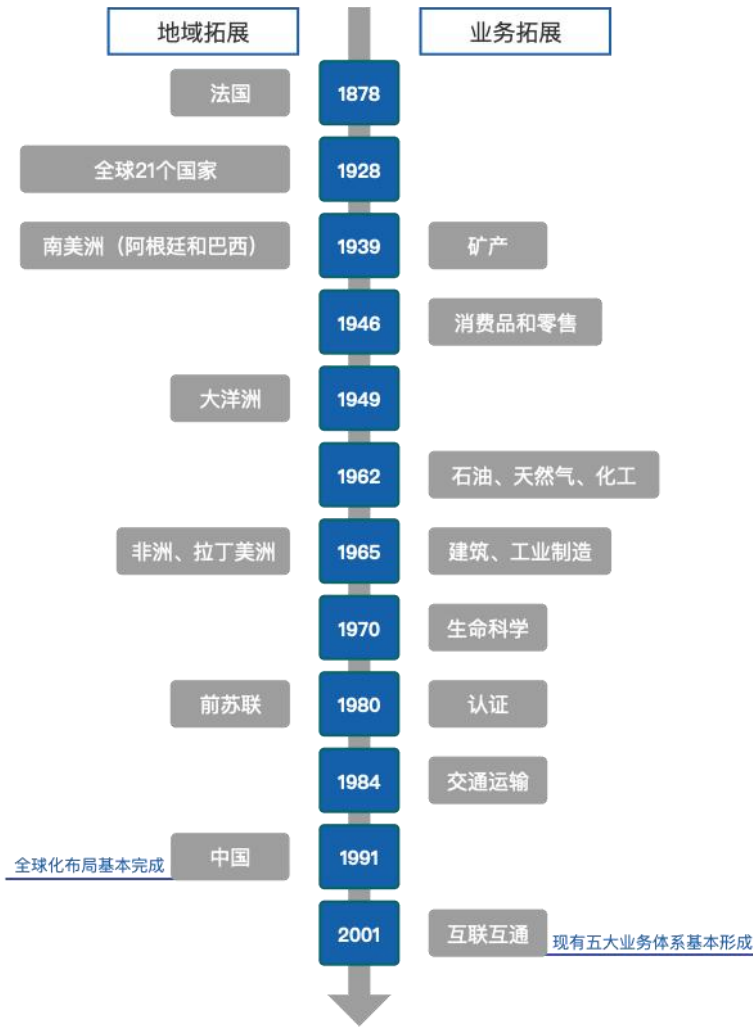 地域拓展
业务拓展
法国
1878
全球21个国家
1928
南美洲（阿根廷和巴西）
1939
矿产
1946
消费品和零售
大洋洲
1949
1962
石油、天然气、化工
非洲、拉丁美洲
1965
建筑、工业制造
1970
生命科学
前苏联
1980
认证
1984
交通运输
全球化布局基本完成
中国
1991
2001
互联互通
现有五大业务体系基本形成